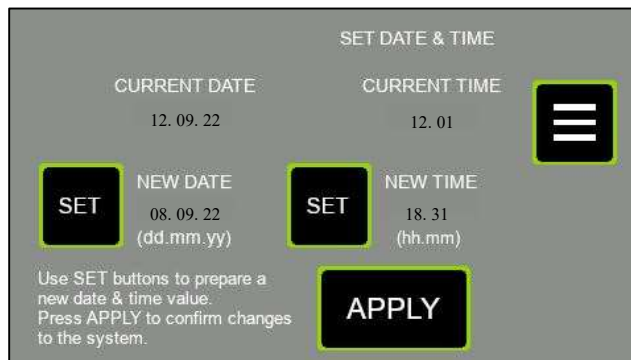 SET DATE & TIME
CURRENT DATE
CURRENT TIME
12. 09. 22
12. 01
SET
NEW DATE
08. 09. 22
(dd.mm.yy)
SET
NEW TIME
18. 31
(hh.mm)
Use SET buttons to prepare a
new date & time value.
Press APPLY to confirm changes
to the system.
APPLY